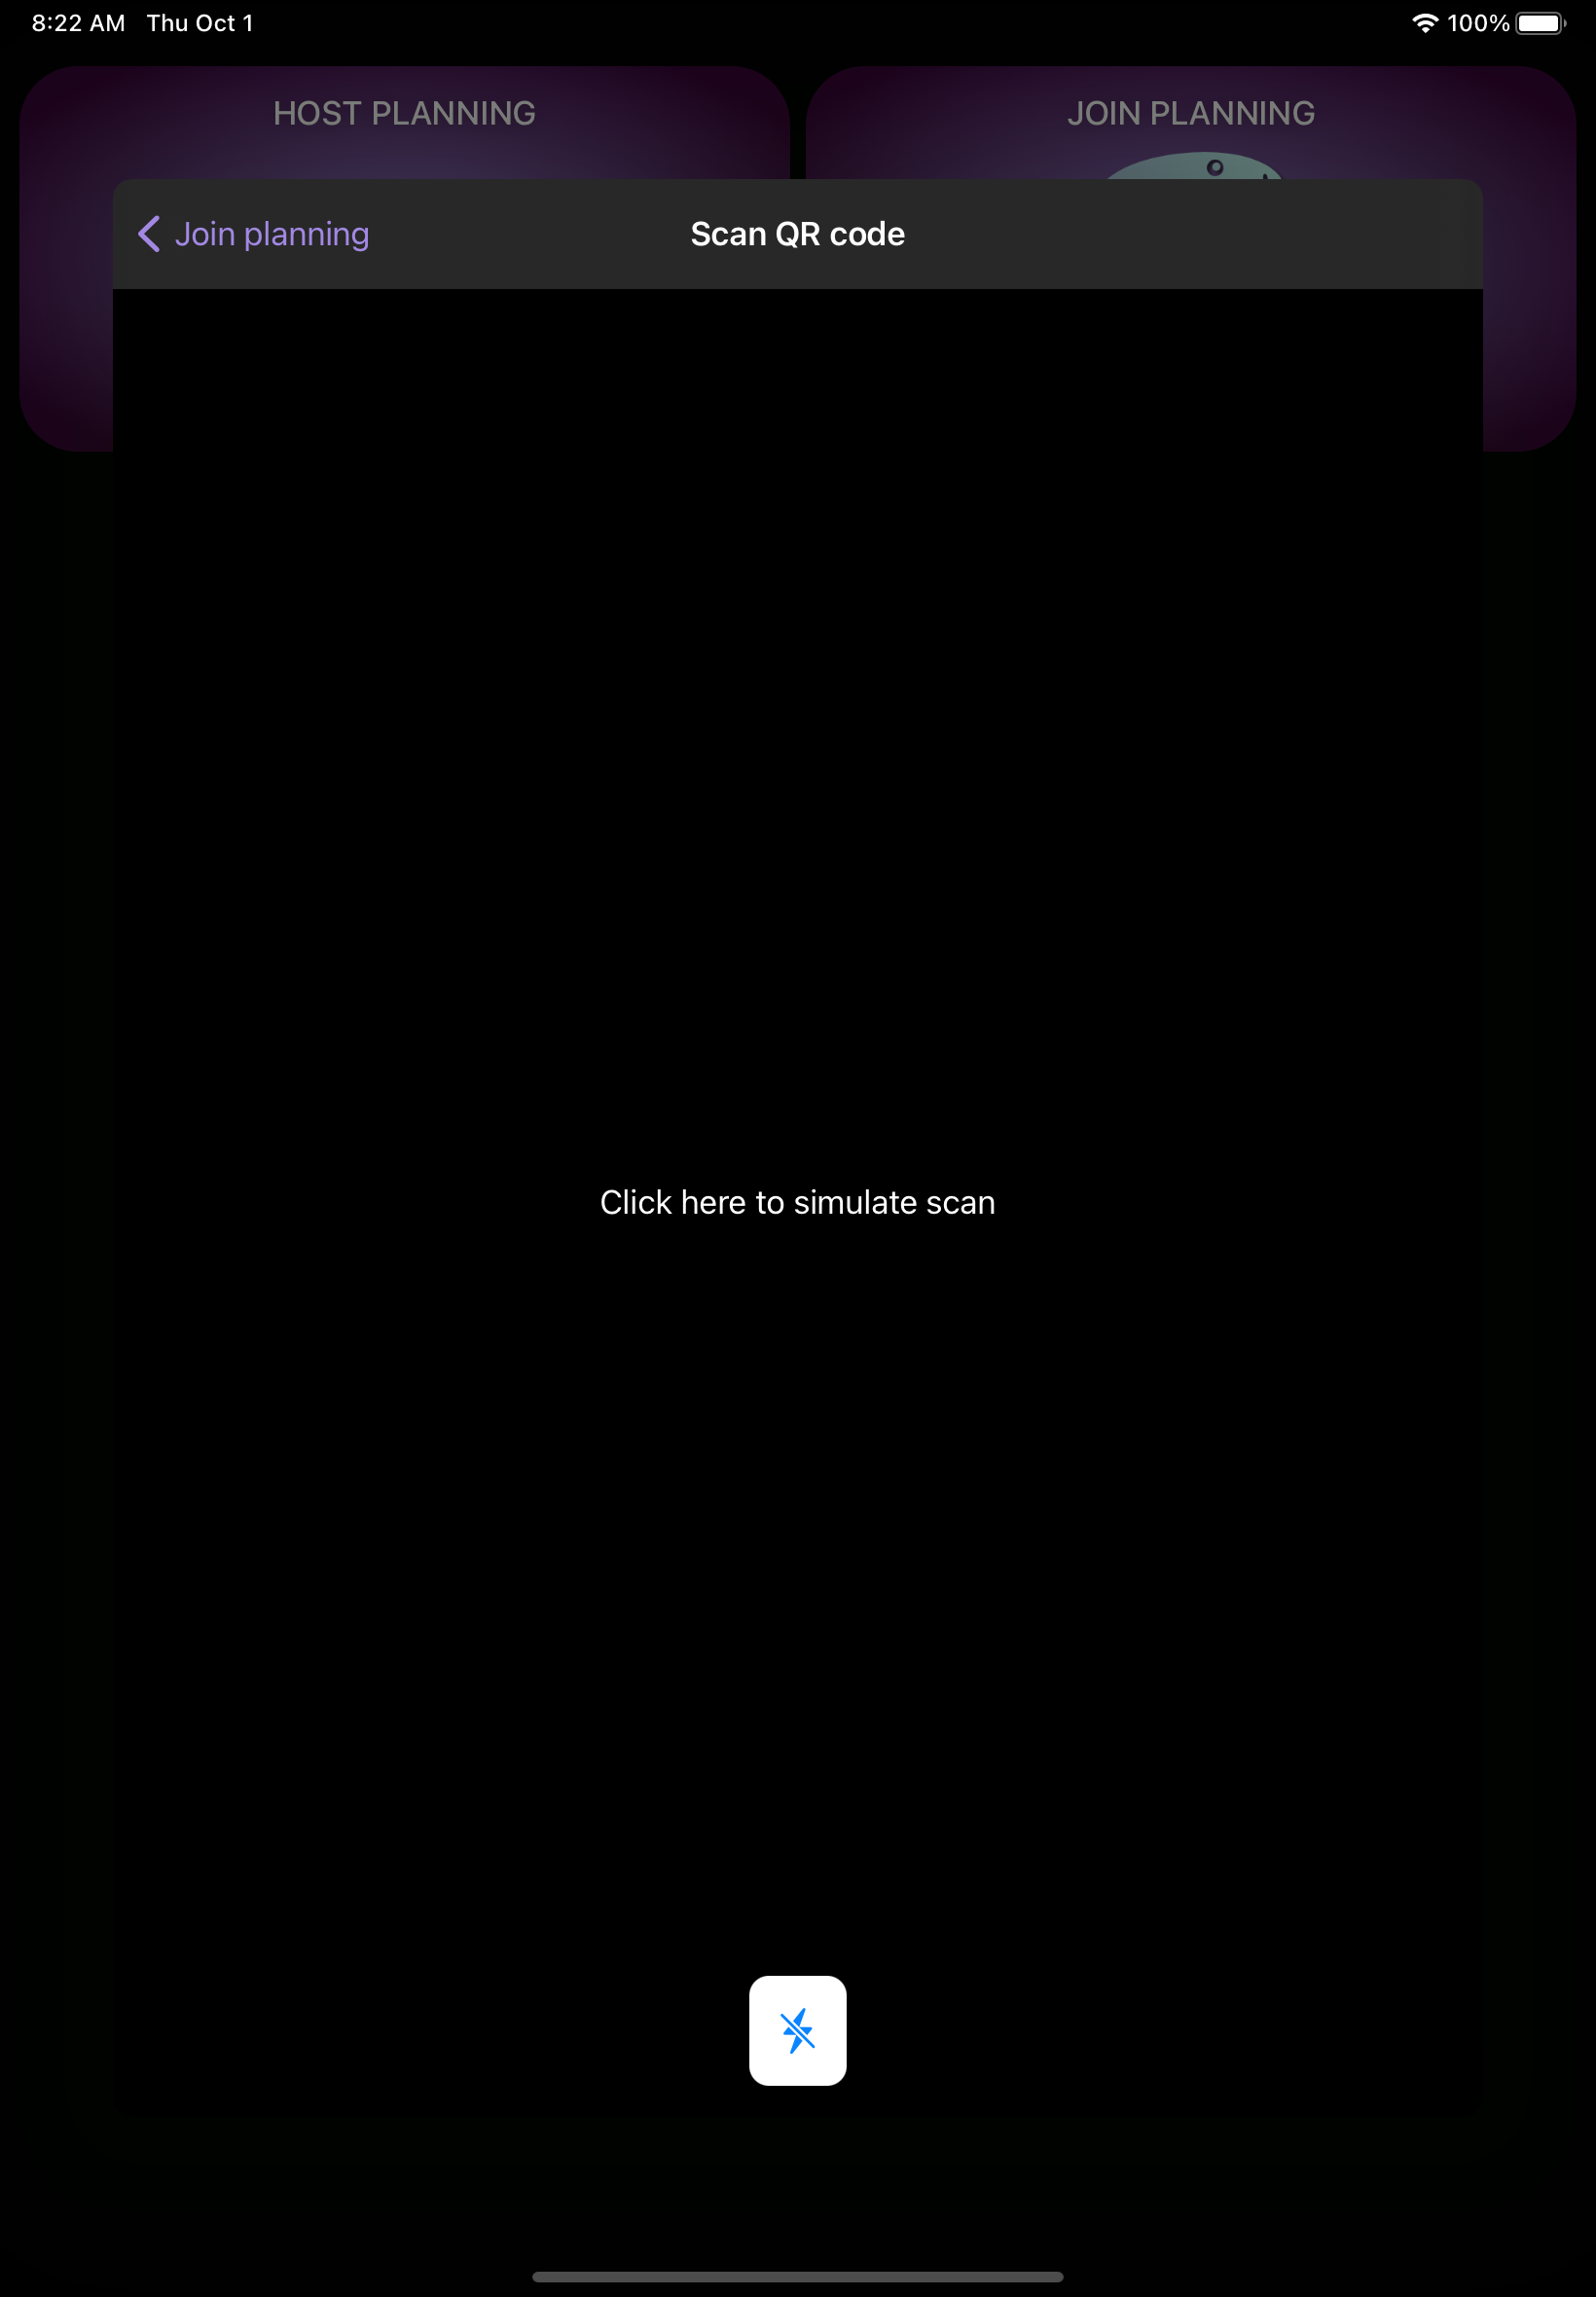 8:22 AM Thu Oct 1 100%
HOST PLANNING JOIN PLANNING
Join planning Scan QR code
Click here to simulate scan